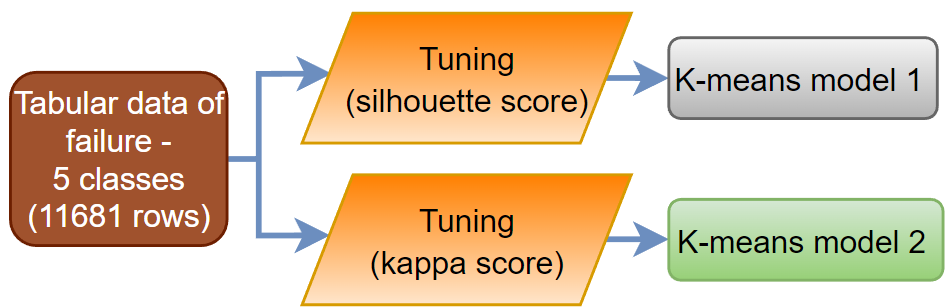 Tabular data of
failure -
5 classes
(11681 rows)
Tuning
(silhouette score)
K-means model 1
Tuning
(kappa score)
K-means model 2